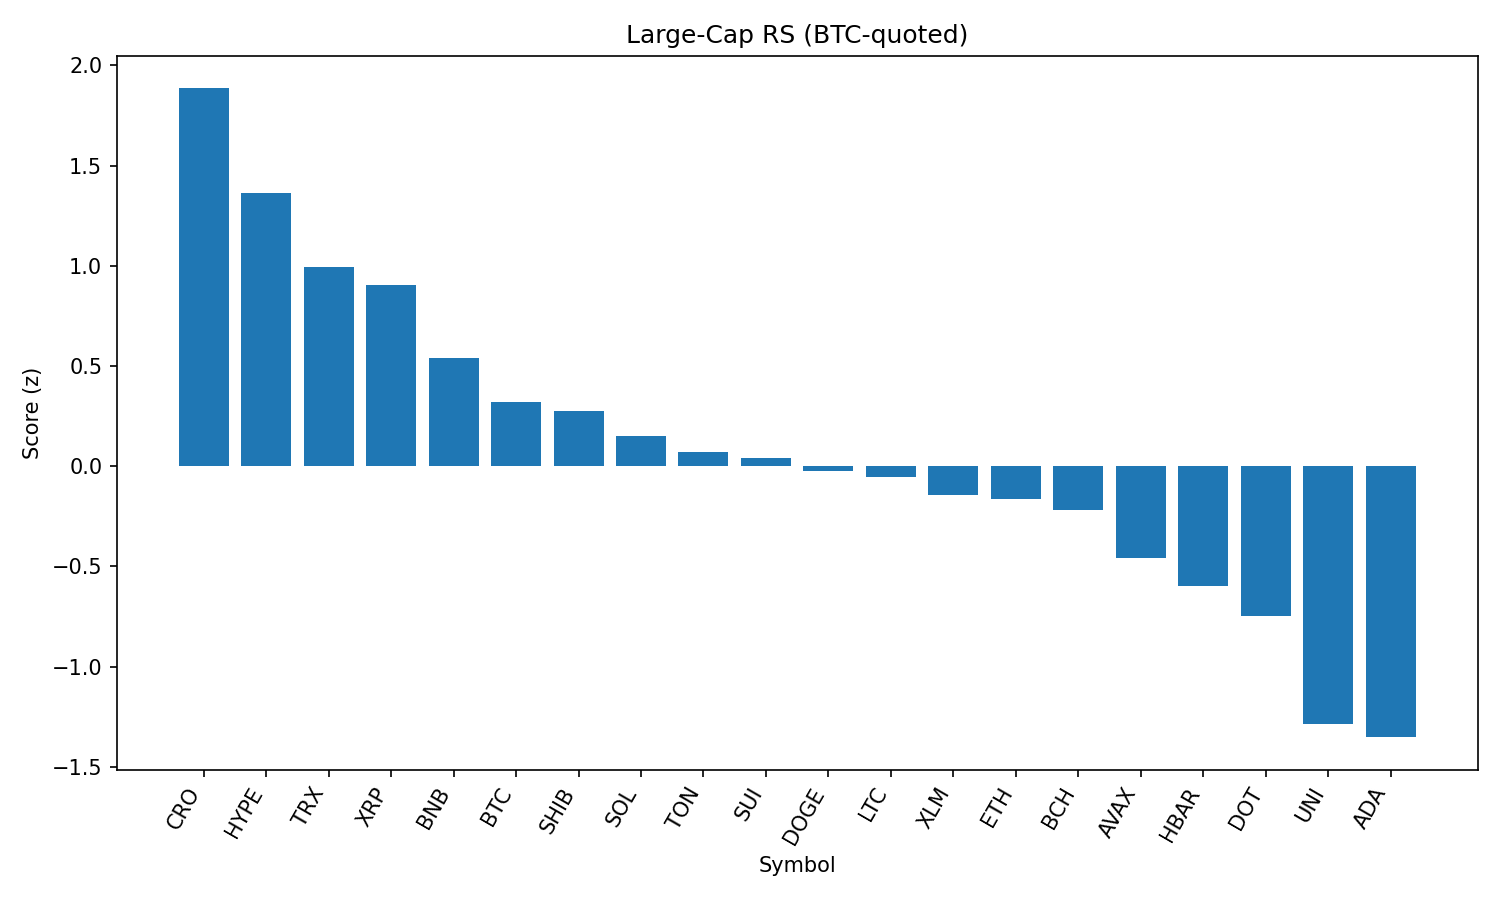 Large-Cap RS (BTC-quoted)
Score (z)
2.0
1.5
1.0
0.5
0.0
−0.5
−1.0
−1.5
CRO
HYPE
TRX
XRP
BNB
BTC
SHIB
SOL
TON
SUI
DOGE
LTC
XLM
ETH
BCH
AVAX
HBAR
DOT
UNI
ADA
Symbol